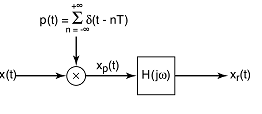 +∞
p(t) = Σ δ(t - nT)
n = -∞
x(t)
×
xp(t)
H(jω)
xr(t)